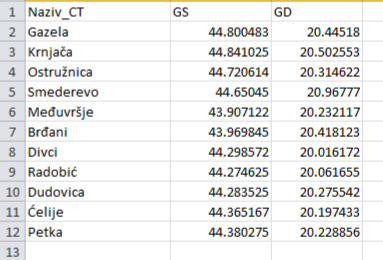 1 Naziv_CT GS GD
2 Gazela 44.800483 20.44518
3 Krnjača 44.841025 20.502553
4 Ostružnica 44.720614 20.314622
5 Smederevo 44.65045 20.96777
6 Međuvršje 43.907122 20.232117
7 Brđani 43.969845 20.418123
8 Divci 44.298572 20.016172
9 Radobić 44.274625 20.061655
10 Dudovica 44.283525 20.275542
11 Ćelije 44.365167 20.197433
12 Petka 44.380275 20.228856
13